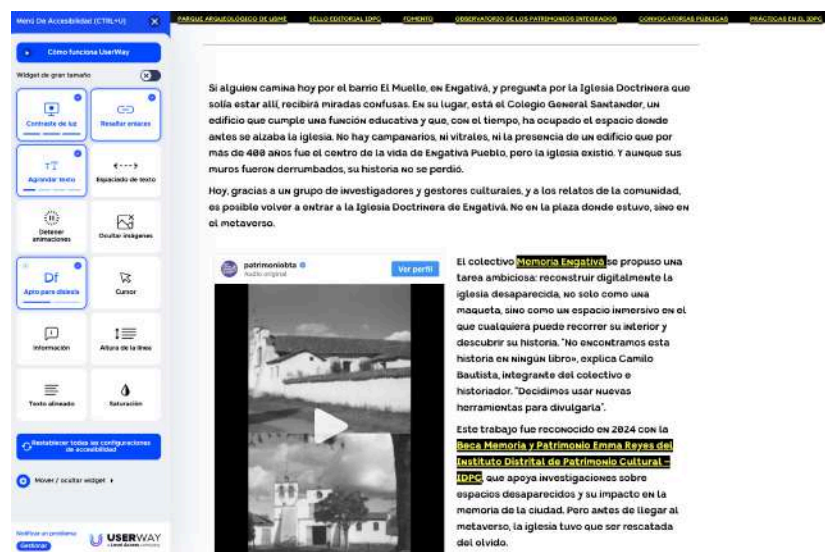 Menú De Accesibilidad (CTRL+U)
Cómo funciona UserWay
Widget de gran tamaño
Contraste de luz
Resaltar enlaces
Agrandar texto
Espaciado de texto
Detener animaciones
Ocultar imágenes
Df
Apto para dislexia
Cursor
Información
Altura de la línea
Texto alineado
Saturación
Restablecer todas las configuraciones
de accesibilidad
Mover / ocultar widget
Notificar un problema
Gestionar
USERWAY
PARQUE ARQUEOLÓGICO DE USME
SELLO EDITORIAL IDPC
FOMENTO
OBSERVATORIO DE LOS PATRIMONIOS INTEGRADOS
CONVOCATORIAS PÚBLICAS
PRÁCTICAS EN EL IDPC
Si alguien camina hoy por el barrio El Muelle, en Engativá, y pregunta por la Iglesia Doctrinera que
solía estar allí, recibirá miradas confusas. En su lugar, está el Colegio General Santander, un
edificio que cumple una función educativa y que, con el tiempo, ha ocupado el espacio donde
antes se alzaba la iglesia. No hay campanarios, ni vitrales, ni la presencia de un edificio que por
más de 400 años fue el centro de la vida de Engativá Pueblo, pero la iglesia existio. Y aunque sus
muros fueron derrumbados, su historia no se perdió.
Hoy, gracias a un grupo de investigadores y gestores culturales, y a los relatos de la comunidad,
es posible volver a entrar a la Iglesia Doctrinera de Engativá. No en la plaza donde estuvo, sino en
el metaverso.
patrimoniobta
Audio original
Ver perfil
El colectivo Memoria Engativá se propuso una
tarea ambiciosa: reconstruir digitalmente la
iglesia desaparecida, no solo como una
maqueta, sino como un espacio inmersivo en el
que cualquiera puede recorrer su interior y
descubrir su historia. "No encontramos esta
historia en ningún libro», explica Camilo
Bautista, integrante del colectivo e
historiador. "Decidimos usar nuevas
herramientas para divulgarla".
Este trabajo fue reconocido en 2024 con la
Beca Memoria y Patrimonio Emma Reyes del
Instituto Distrital de Patrimonio Cultural –
IDPC, que apoya investigaciones sobre
espacios desaparecidos y su impacto en la
memoria de la ciudad. Pero antes de llegar al
metaverso, la iglesia tuvo que ser rescatada
del olvido.